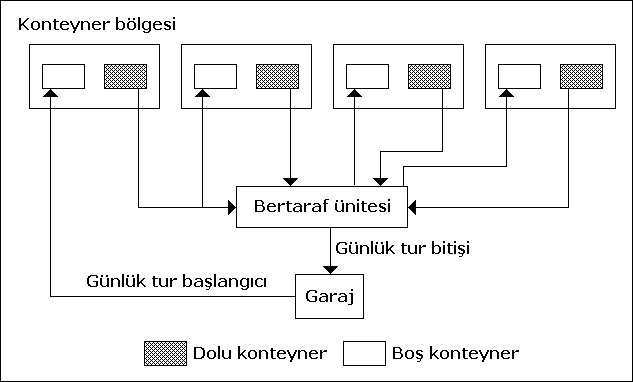 Konteyner bölgesi
Bertaraf ünitesi
Günlük tur bitişi
Günlük tur başlangıcı
Garaj
Dolu konteyner
Boş konteyner